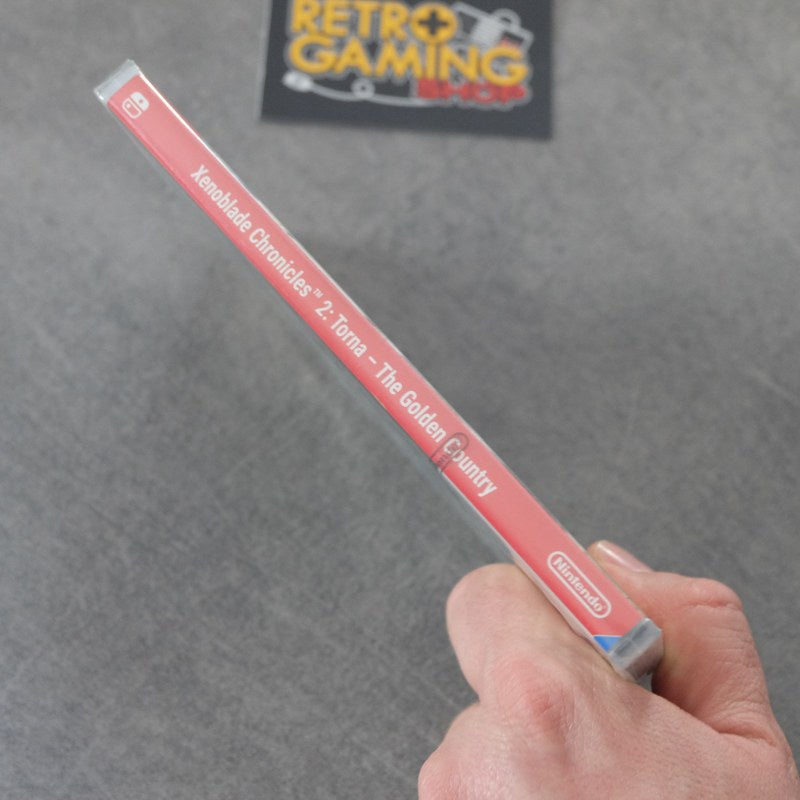 RETRO
GAMING
SHOP
Xenoblade Chronicles™ 2: Torna – The Golden Country
Nintendo